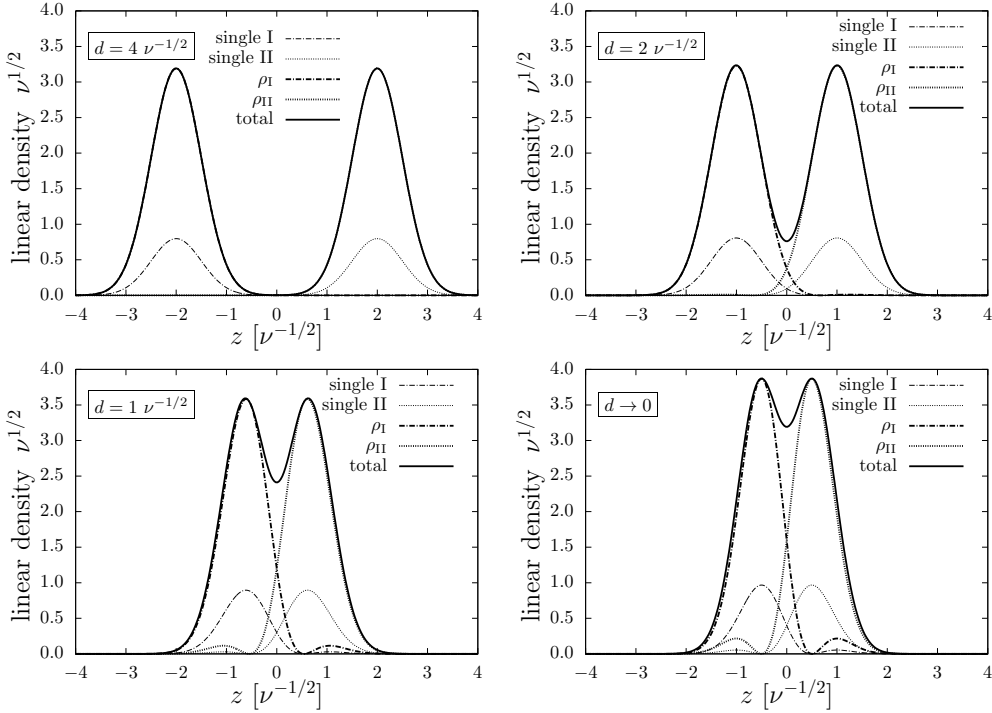 4.0
3.5
3.0
2.5
2.0
1.5
1.0
0.5
0.0
linear density ν^{1/2}
d = 4 ν^{−1/2}
single I
single II
ρ_I
ρ_II
total
−4 −3 −2 −1 0 1 2 3 4
z [ν^{−1/2}]
4.0
3.5
3.0
2.5
2.0
1.5
1.0
0.5
0.0
linear density ν^{1/2}
d = 2 ν^{−1/2}
single I
single II
ρ_I
ρ_II
total
−4 −3 −2 −1 0 1 2 3 4
z [ν^{−1/2}]
4.0
3.5
3.0
2.5
2.0
1.5
1.0
0.5
0.0
linear density ν^{1/2}
d = 1 ν^{−1/2}
single I
single II
ρ_I
ρ_II
total
−4 −3 −2 −1 0 1 2 3 4
z [ν^{−1/2}]
4.0
3.5
3.0
2.5
2.0
1.5
1.0
0.5
0.0
linear density ν^{1/2}
d → 0
single I
single II
ρ_I
ρ_II
total
−4 −3 −2 −1 0 1 2 3 4
z [ν^{−1/2}]